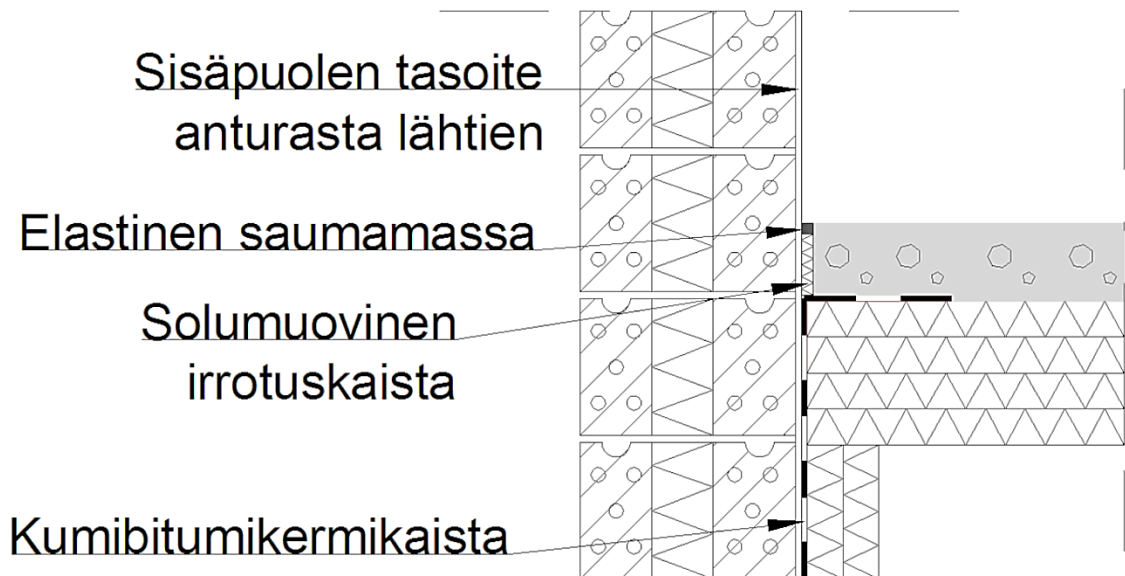 Sisäpuolen tasoite
anturasta lähtien
Elastinen saumamassa
Solumuovinen
irrotuskaista
Kumibitumikermikaista